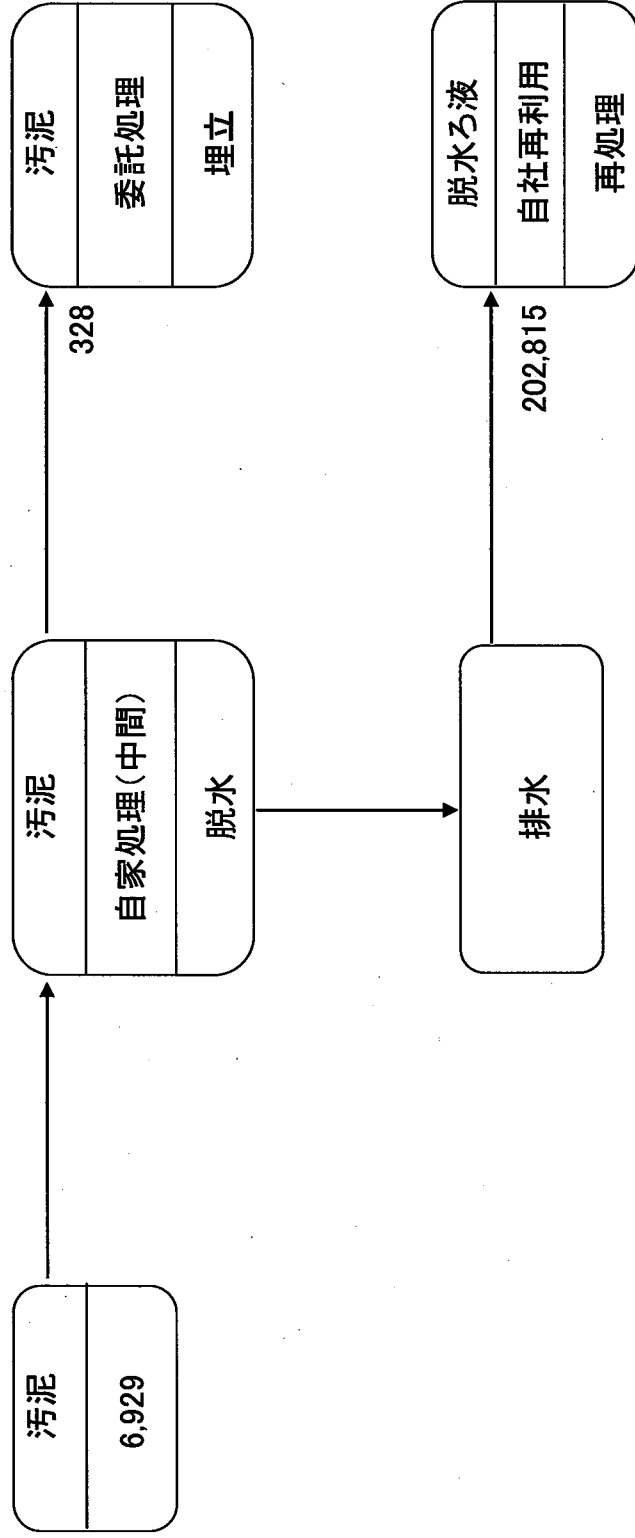 汚泥
6,929
汚泥
自家処理(中間)
脱水
328
汚泥
委託処理
埋立
排水
202,815
脱水ろ液
自社再利用
再処理